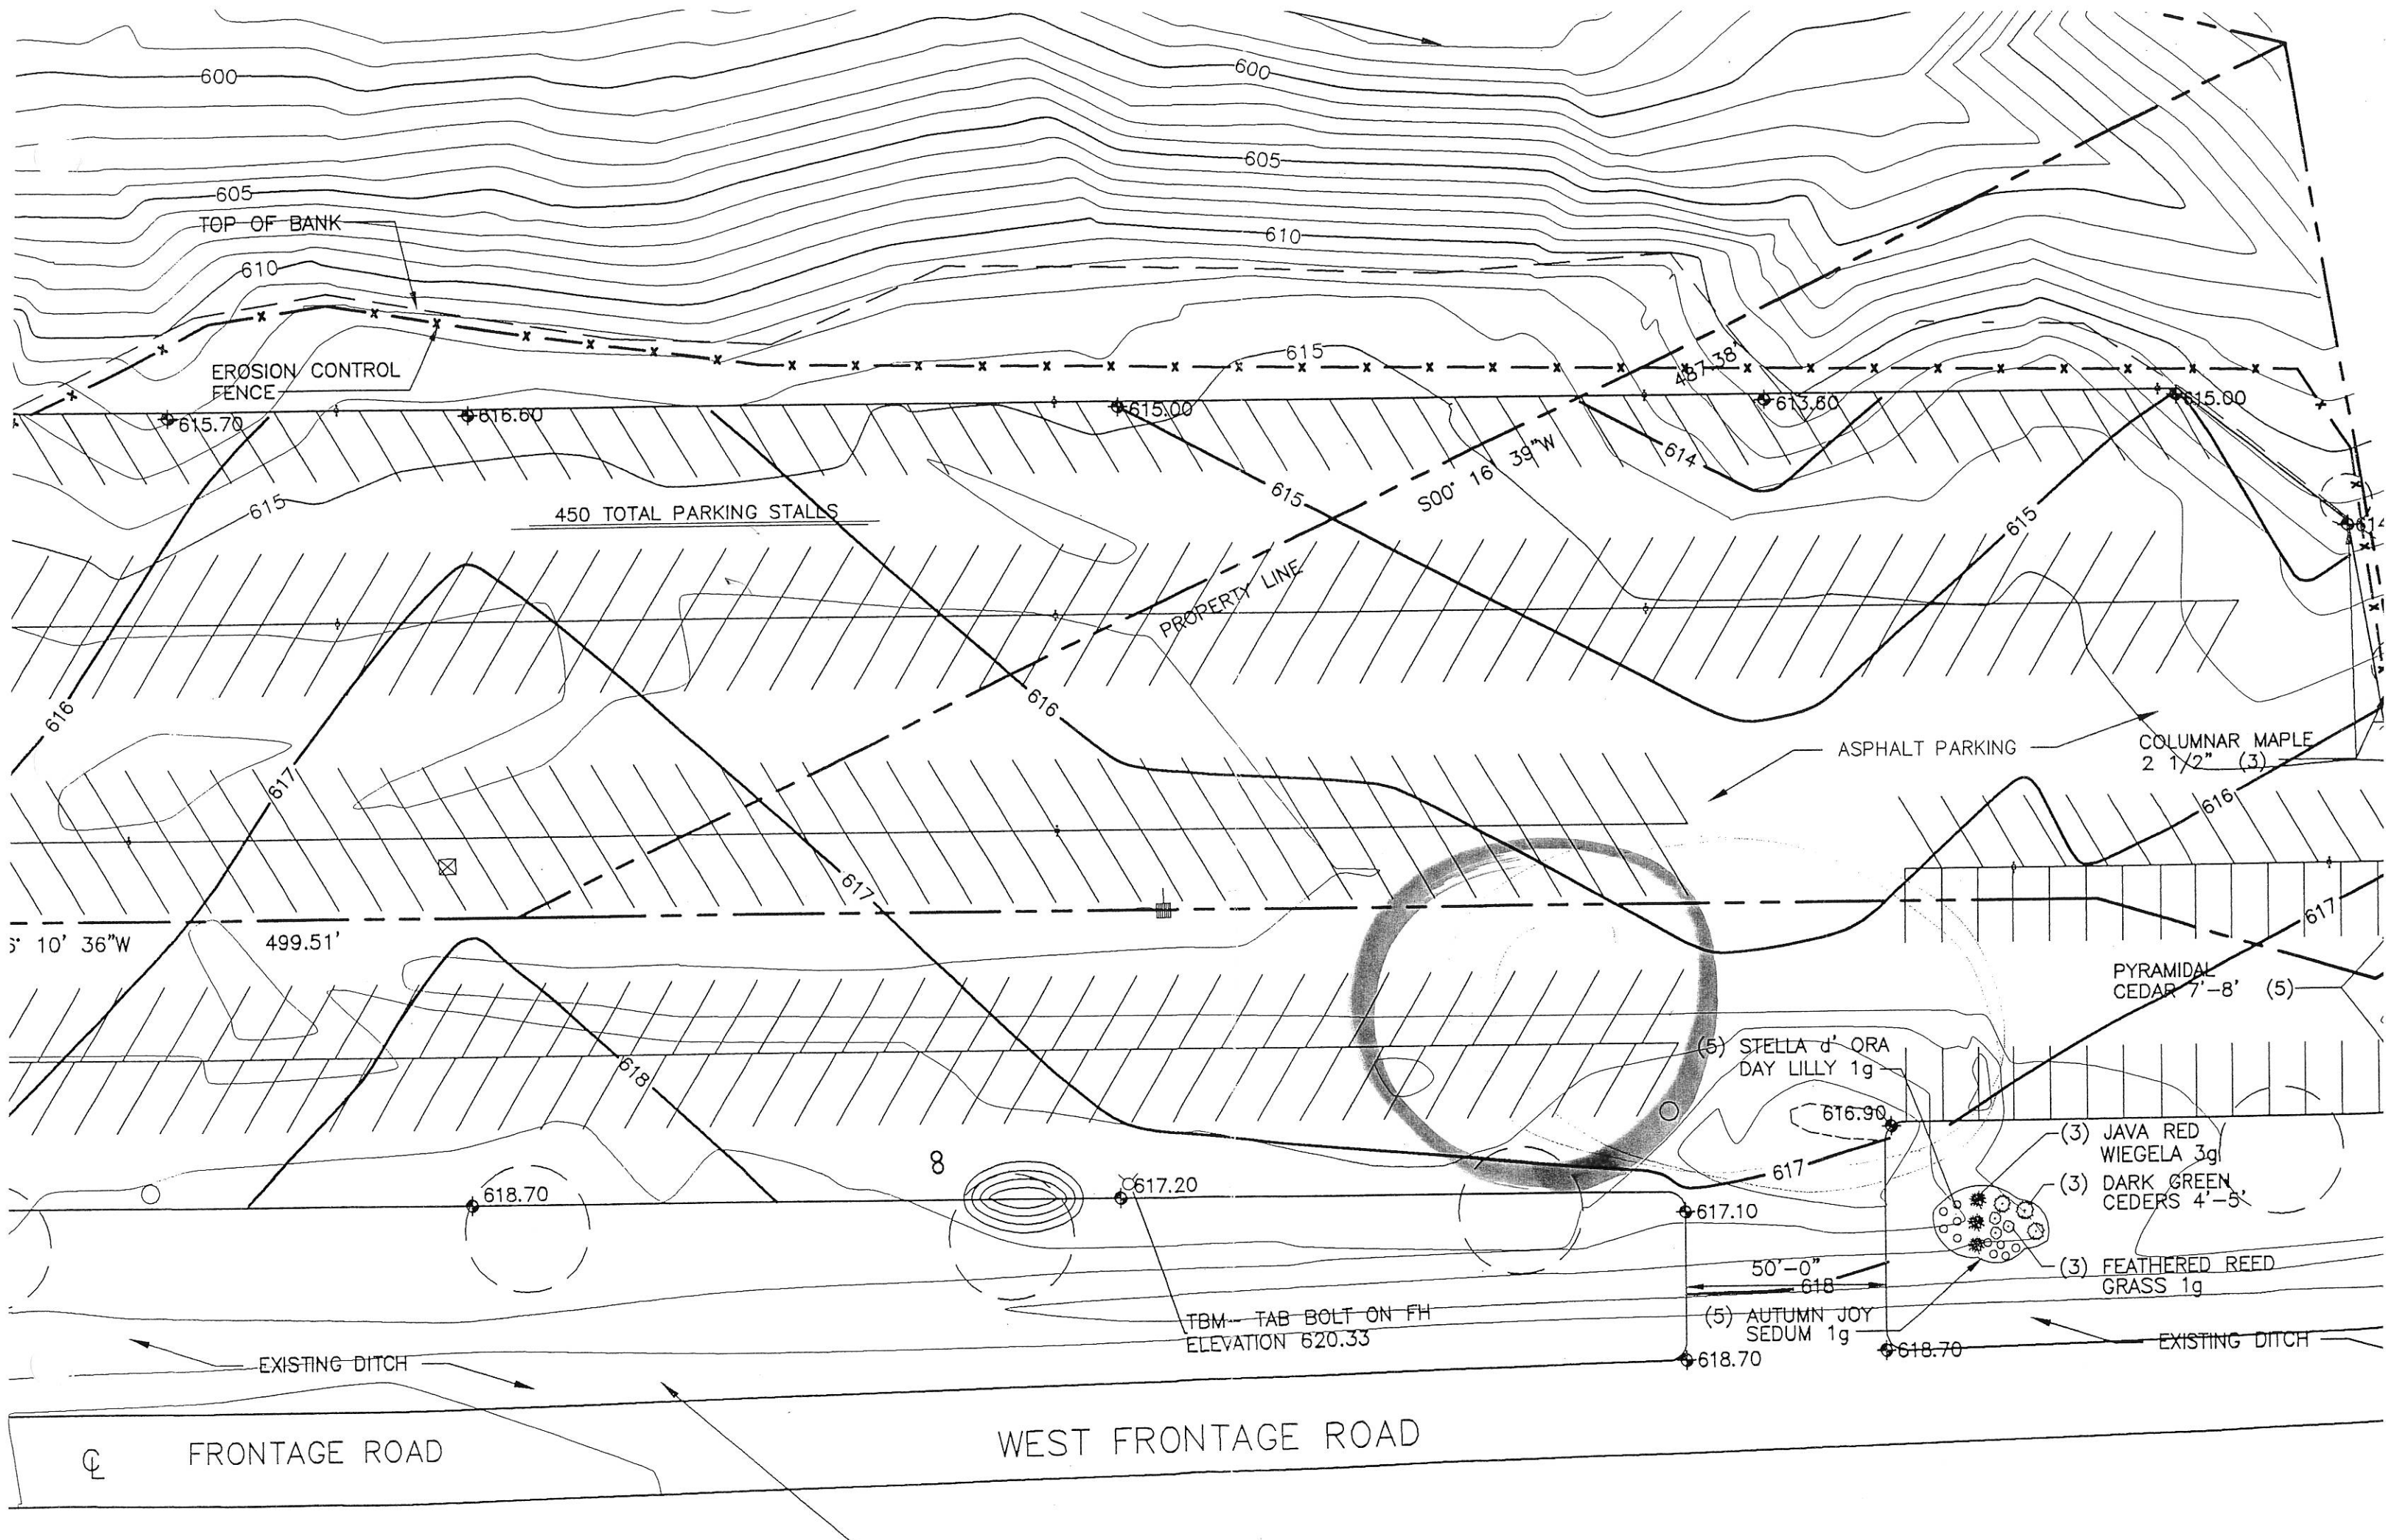 600
600
605
605
TOP OF BANK
610
610
EROSION CONTROL
FENCE
615
487.38'
615.70
616.60
615.00
613.60
615.00
614
S00° 16' 39"W
615
615
450 TOTAL PARKING STALLS
615
PROPERTY LINE
616
616
ASPHALT PARKING
COLUMNAR MAPLE
2 1/2" (3)
617
616
617
617
10' 36"W
499.51'
PYRAMIDAL
CEDAR 7'-8' (5)
(5) STELLA d' ORA
DAY LILLY 1g
618
616.90
(3) JAVA RED
WIEGELA 3g
8
617
618.70
617.20
(3) DARK GREEN
CEDERS 4'-5'
617.10
50'-0"
618
(3) FEATHERED REED
GRASS 1g
TBM- TAB BOLT ON FH
ELEVATION 620.33
(5) AUTUMN JOY
SEDUM 1g
EXISTING DITCH
618.70
618.70
EXISTING DITCH
℄ FRONTAGE ROAD
WEST FRONTAGE ROAD